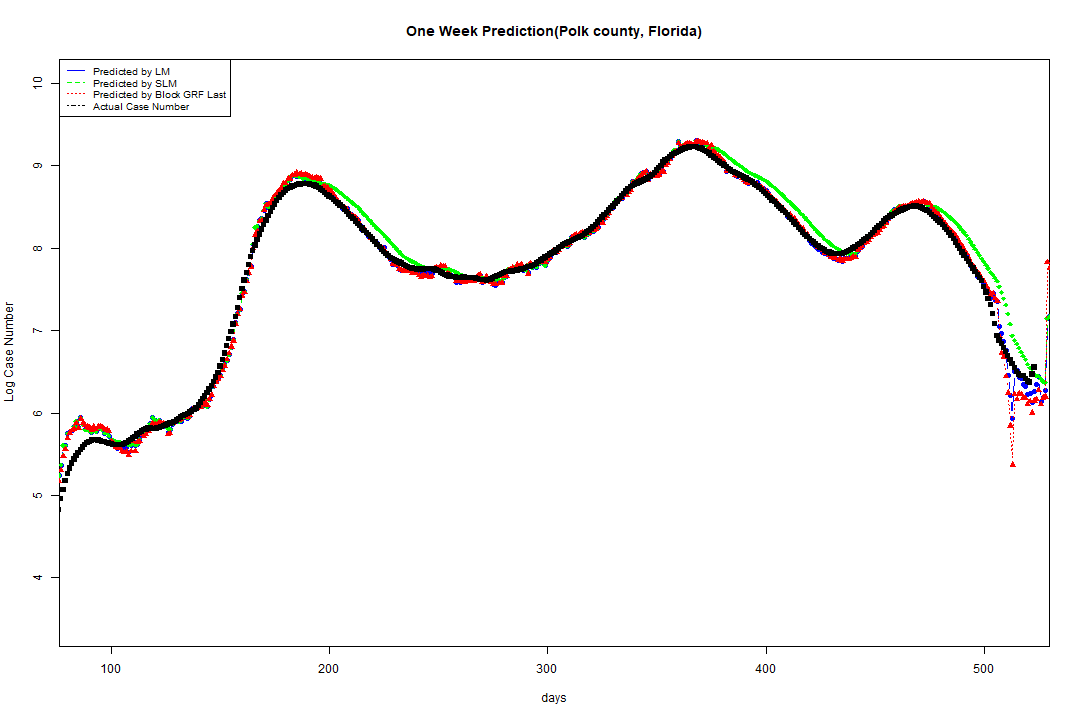 One Week Prediction(Polk county, Florida)
Predicted by LM
Predicted by SLM
Predicted by Block GRF Last
Actual Case Number
10
9
8
7
6
5
4
Log Case Number
100 200 300 400 500
days